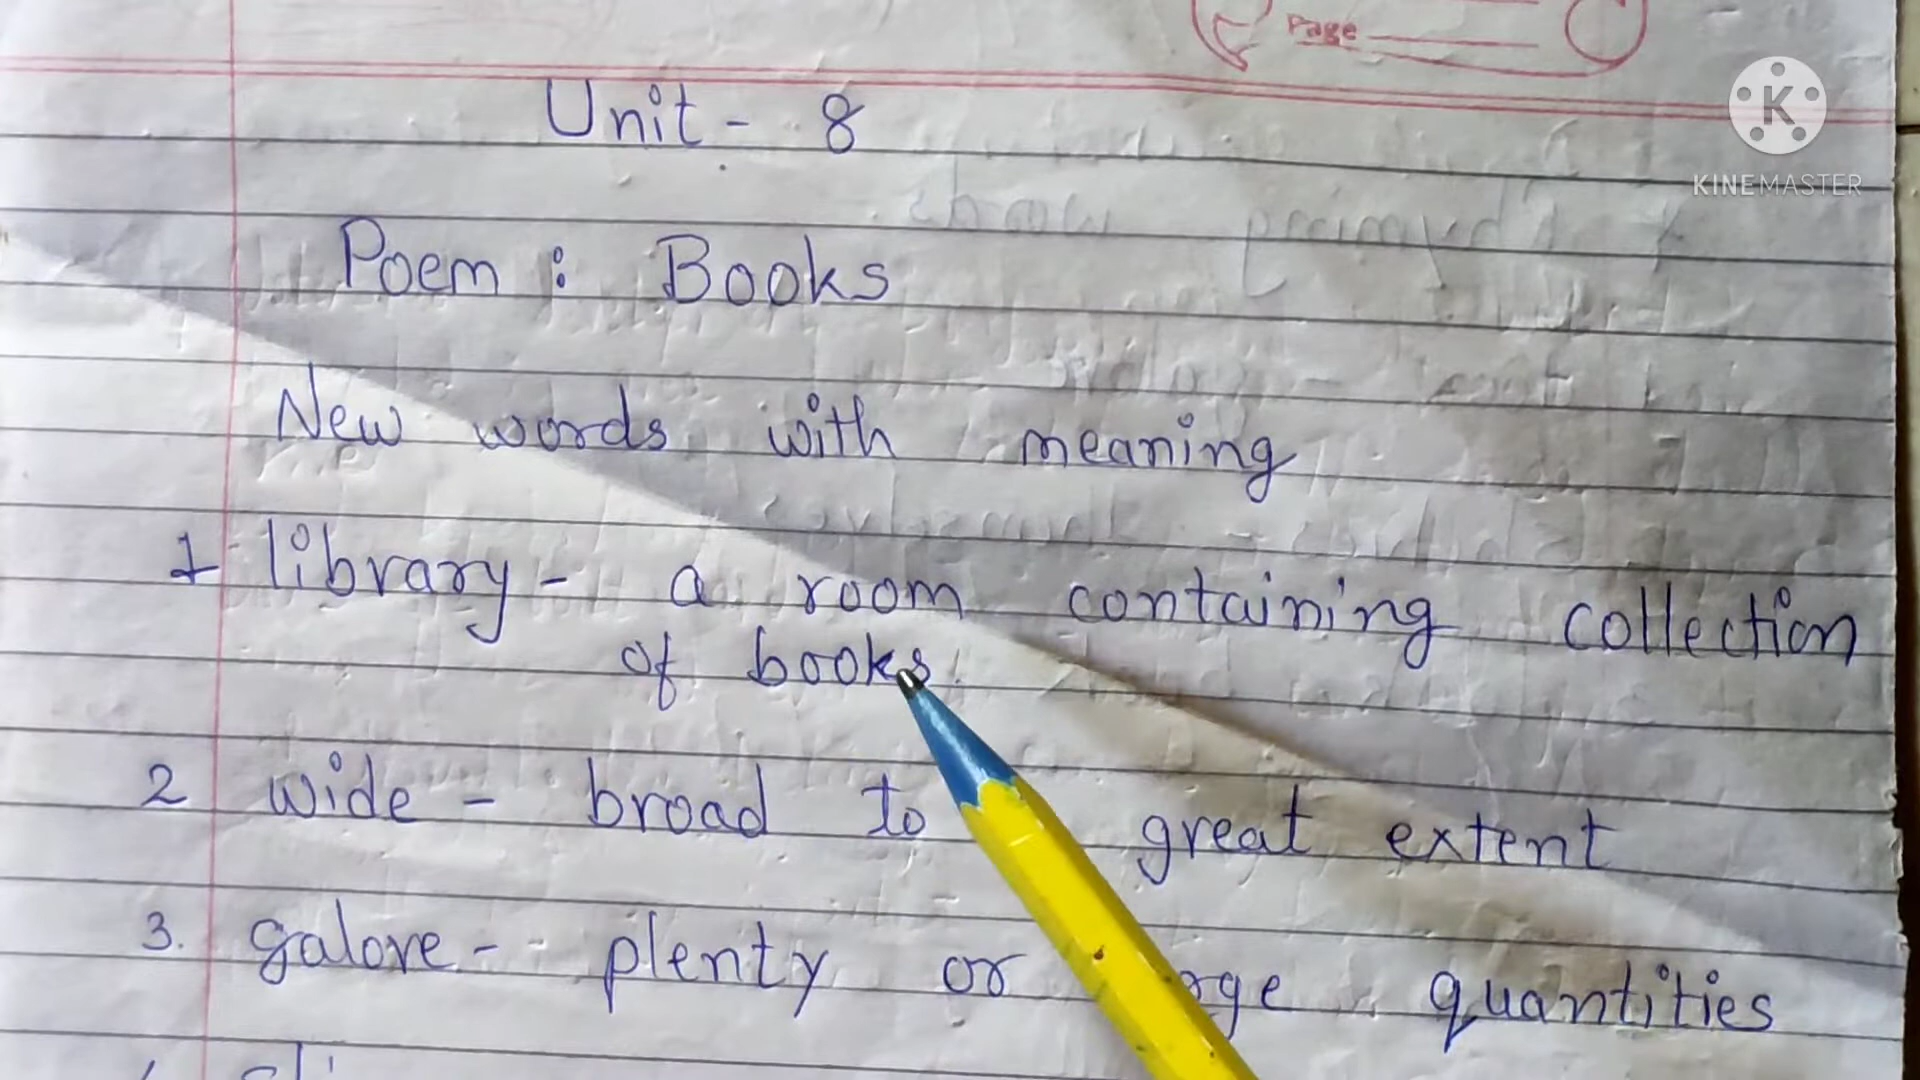 Page
K
KINEMASTER
Unit - 8
Poem : Books
New words with meaning
1 library - a room containing collection
of books
2 wide - broad to great extent
3. galore - plenty or quantities